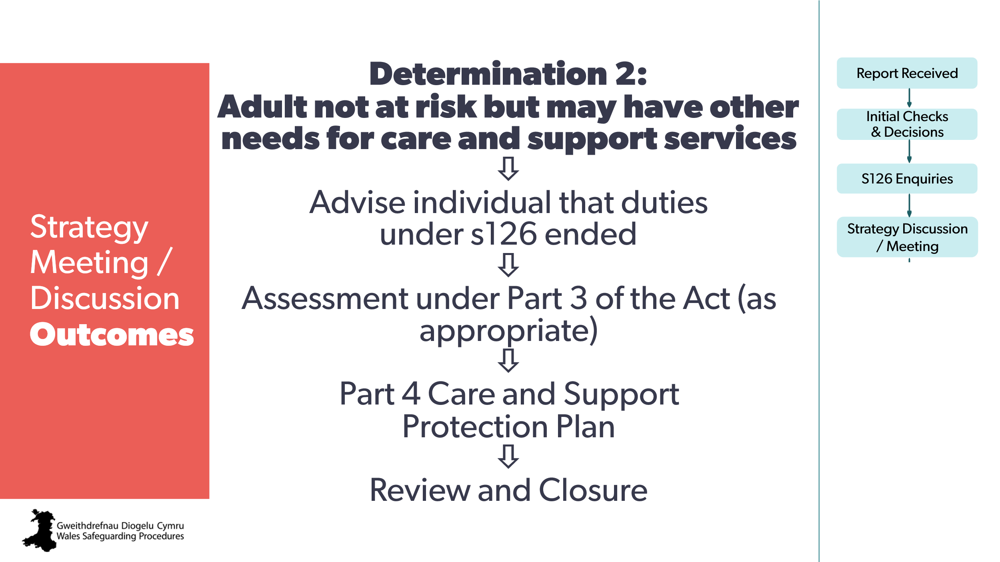 Strategy
Meeting /
Discussion
Outcomes
Determination 2:
Adult not at risk but may have other
needs for care and support services
Advise individual that duties
under s126 ended
Assessment under Part 3 of the Act (as
appropriate)
Part 4 Care and Support
Protection Plan
Review and Closure
Report Received
Initial Checks
& Decisions
S126 Enquiries
Strategy Discussion
/ Meeting
Gweithdrefnau Diogelu Cymru
Wales Safeguarding Procedures